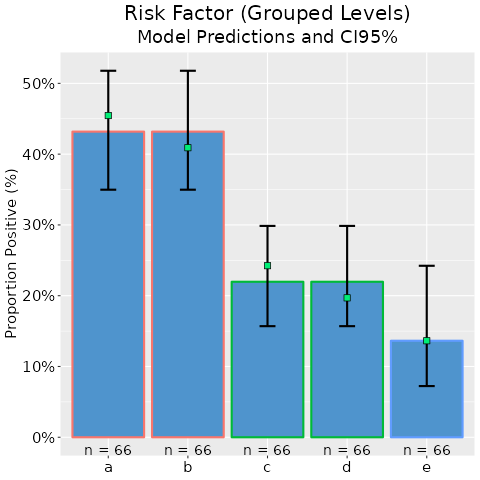 Risk Factor (Grouped Levels)
Model Predictions and CI95%
Proportion Positive (%)
50%
40%
30%
20%
10%
0%
n = 66 n = 66 n = 66 n = 66 n = 66
a b c d e